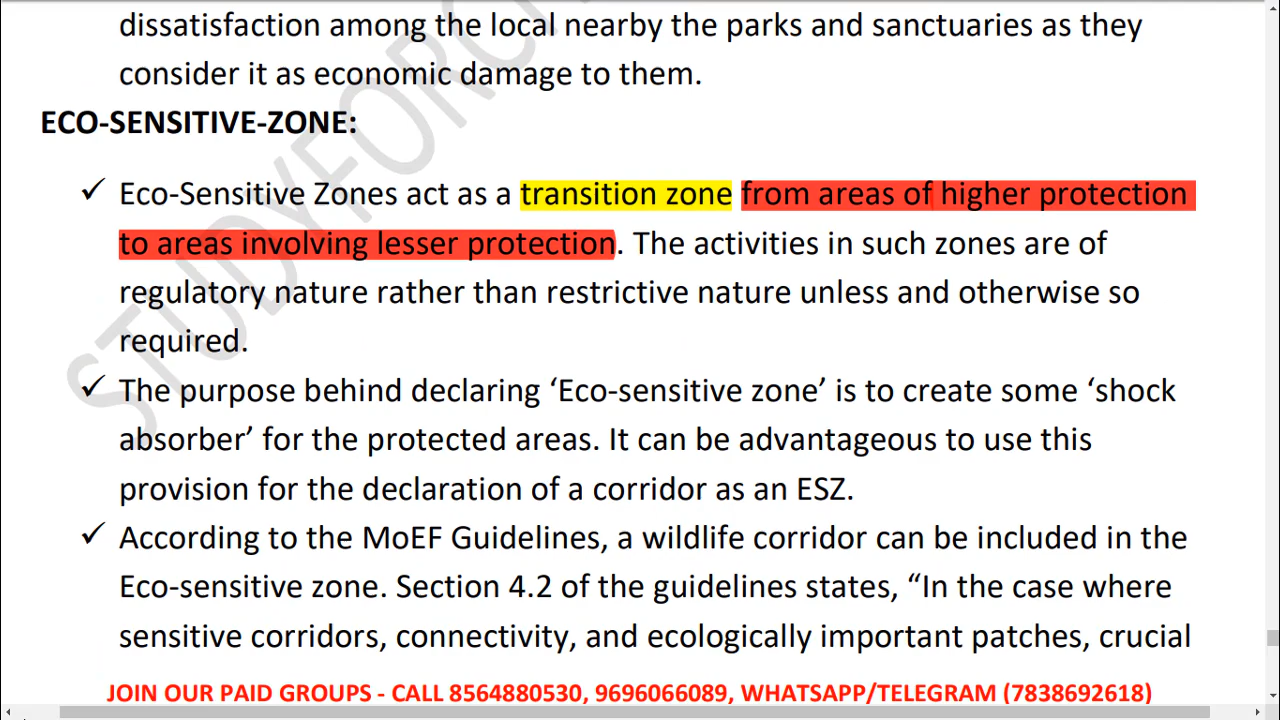 dissatisfaction among the local nearby the parks and sanctuaries as they
consider it as economic damage to them.
ECO-SENSITIVE-ZONE:
✓ Eco-Sensitive Zones act as a transition zone from areas of higher protection
to areas involving lesser protection. The activities in such zones are of
regulatory nature rather than restrictive nature unless and otherwise so
required.
✓ The purpose behind declaring ‘Eco-sensitive zone’ is to create some ‘shock
absorber’ for the protected areas. It can be advantageous to use this
provision for the declaration of a corridor as an ESZ.
✓ According to the MoEF Guidelines, a wildlife corridor can be included in the
Eco-sensitive zone. Section 4.2 of the guidelines states, “In the case where
sensitive corridors, connectivity, and ecologically important patches, crucial
JOIN OUR PAID GROUPS - CALL 8564880530, 9696066089, WHATSAPP/TELEGRAM (7838692618)